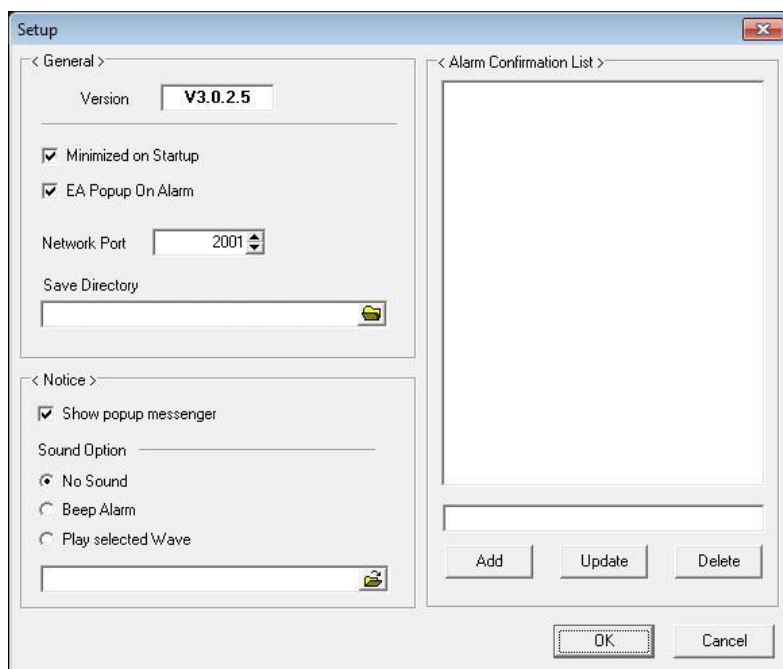 Setup
< General >
Version V3.0.2.5
Minimized on Startup
EA Popup On Alarm
Network Port 2001
Save Directory
< Notice >
Show popup messenger
Sound Option
No Sound
Beep Alarm
Play selected Wave
< Alarm Confirmation List >
Add Update Delete
OK Cancel